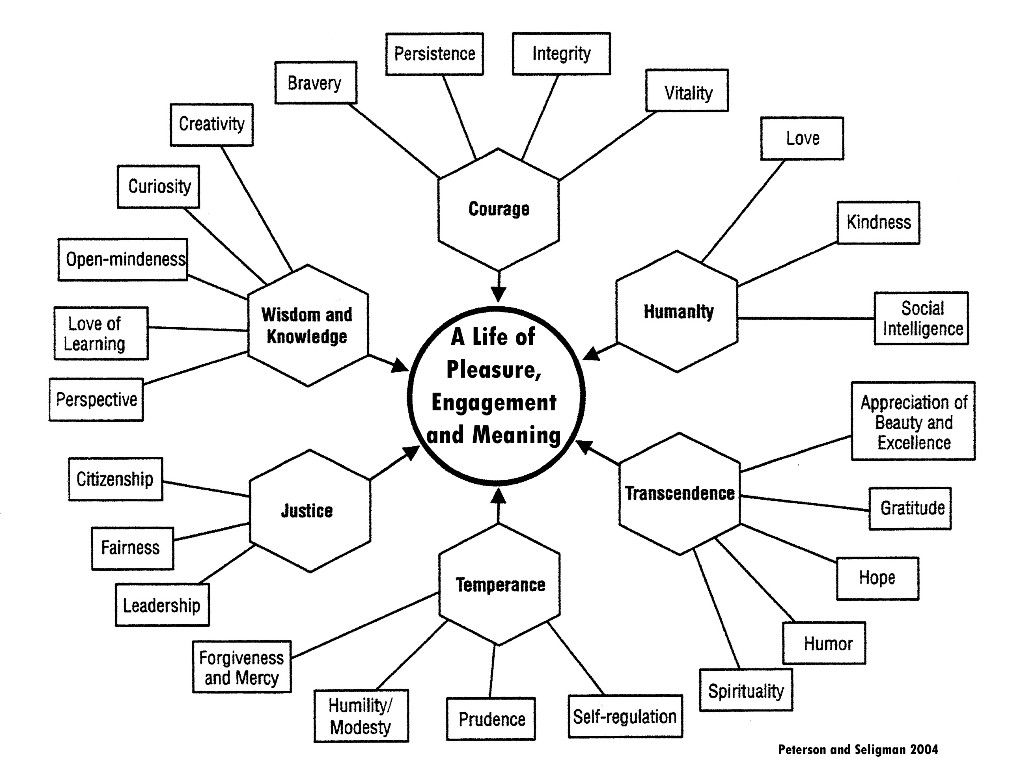 Persistence
Integrity
Bravery
Vitality
Creativity
Love
Curiosity
Courage
Kindness
Open-mindeness
Wisdom and
Knowledge
Humanity
Social
Intelligence
Love of
Learning
A Life of
Pleasure,
Engagement
and Meaning
Perspective
Appreciation of
Beauty and
Excellence
Citizenship
Justice
Transcendence
Gratitude
Fairness
Temperance
Hope
Leadership
Humor
Forgiveness
and Mercy
Spirituality
Humility/
Modesty
Prudence
Self-regulation
Peterson and Seligman 2004